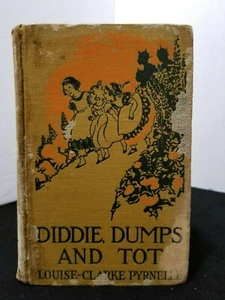 DIDDIE, DUMPS
AND TOT
LOUISE-CLARKE PYRNELLE